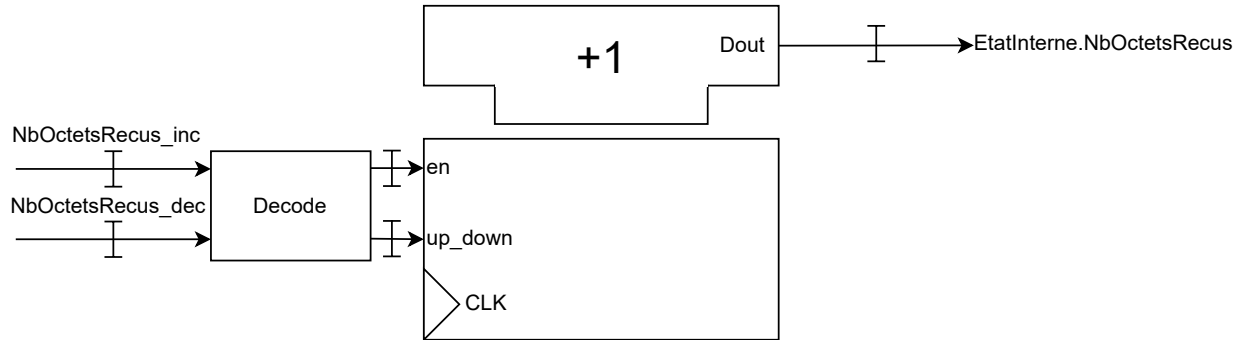 +1
Dout
EtatInterne.NbOctetsRecus
NbOctetsRecus_inc
en
NbOctetsRecus_dec
Decode
up_down
CLK